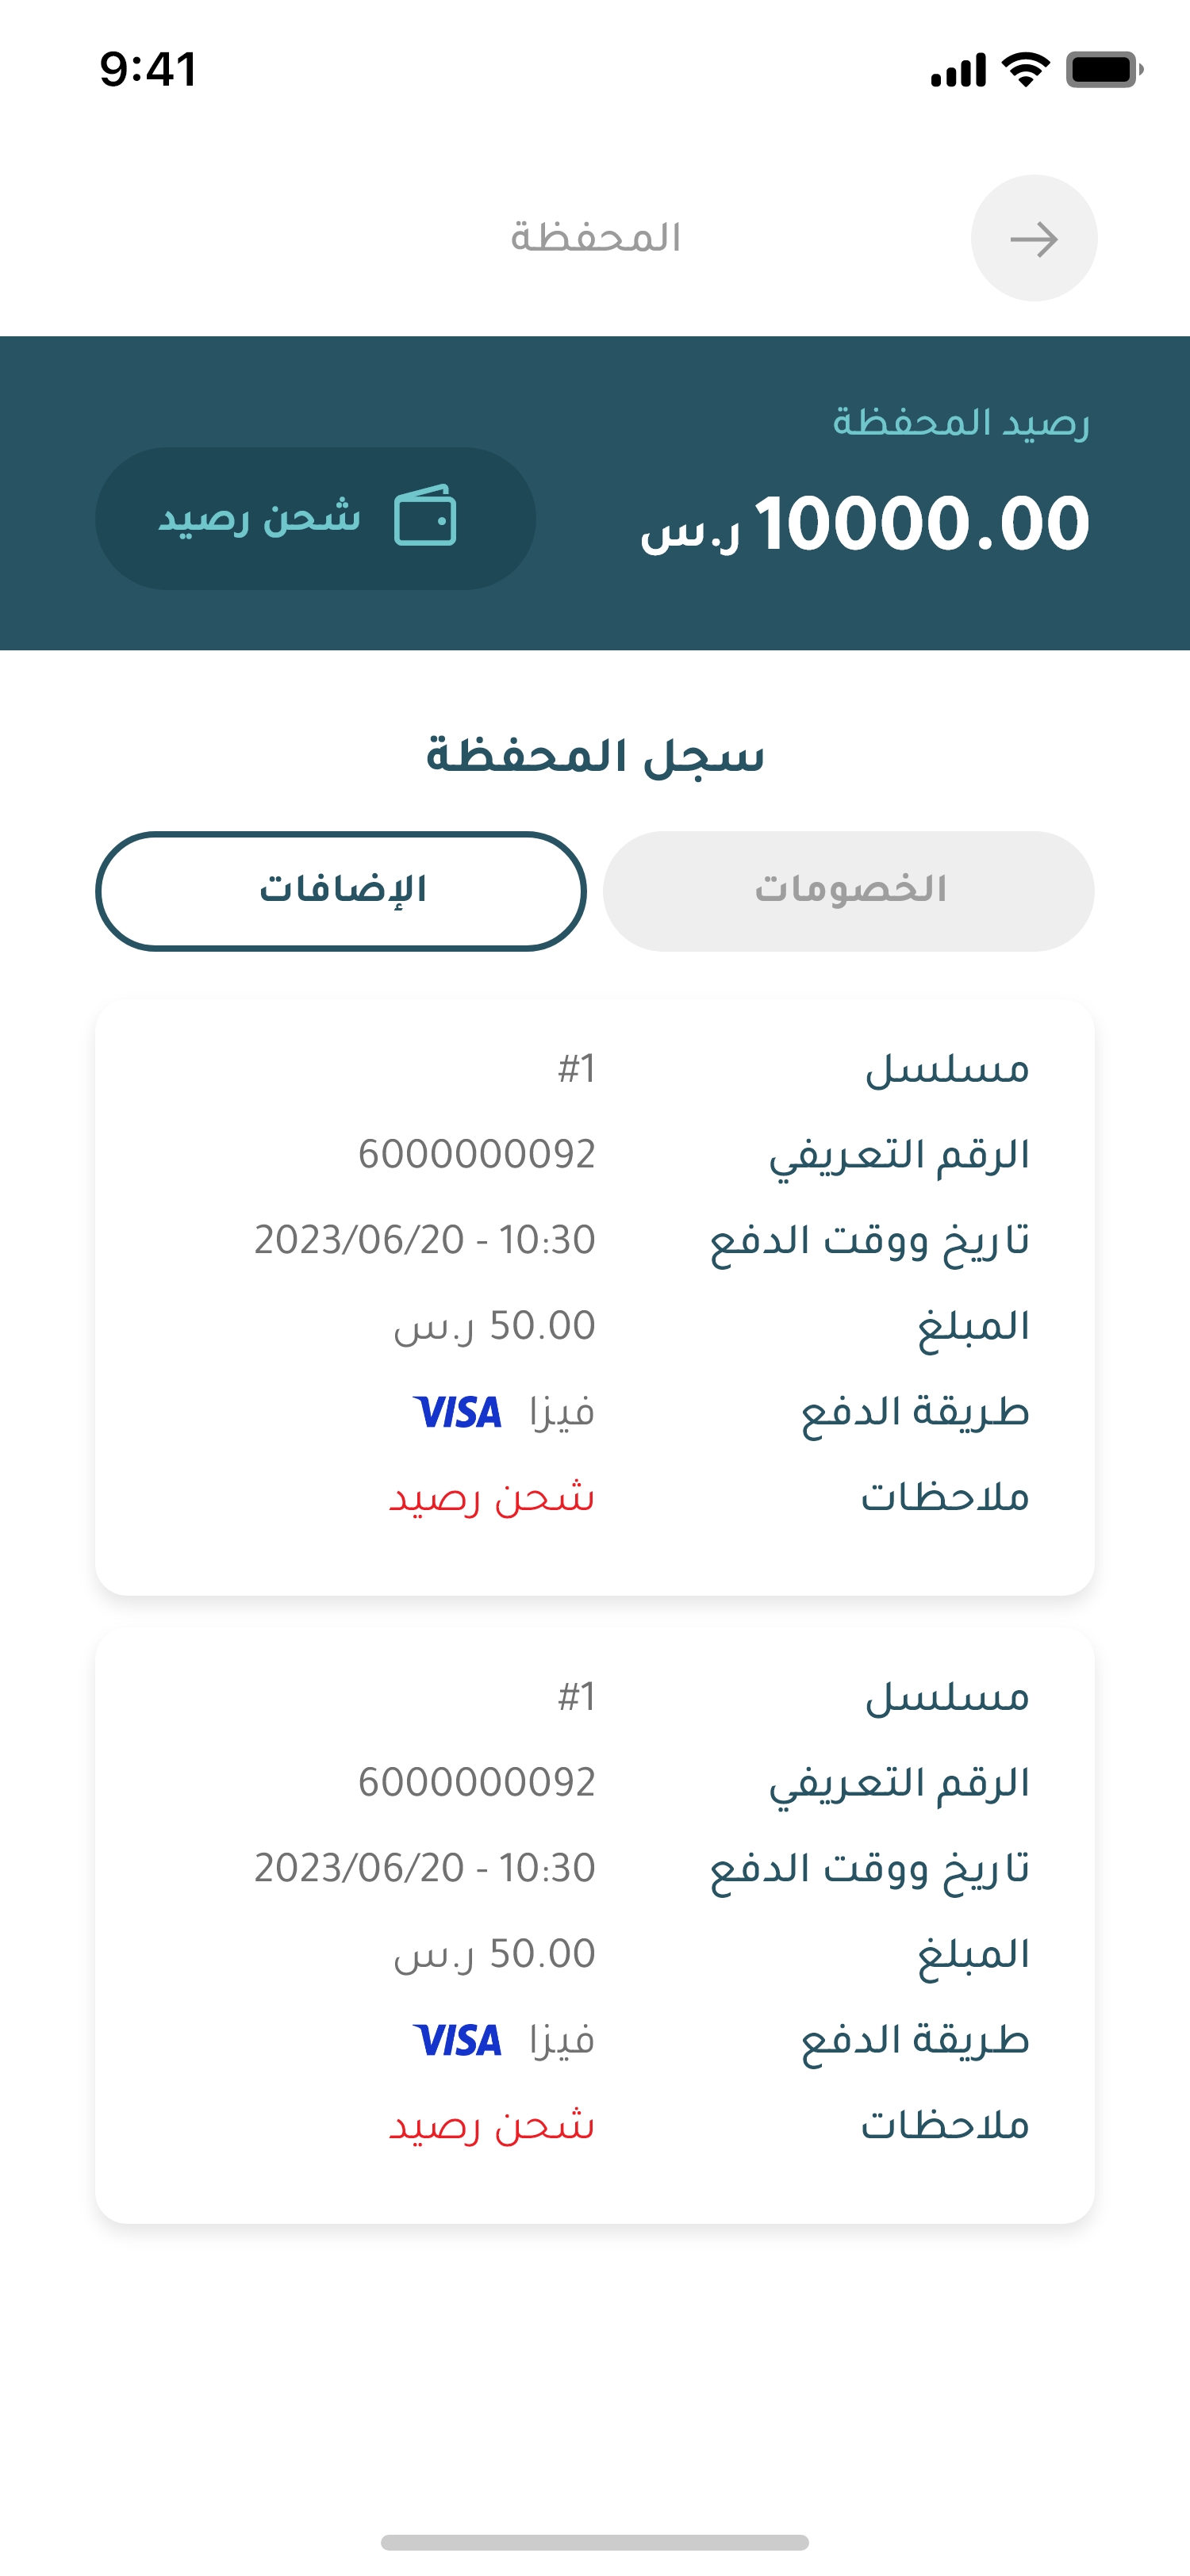 9:41
المحفظة
رصيد المحفظة
10000.00 ر.س
شحن رصيد
سجل المحفظة
الخصومات
الإضافات
مسلسل #1
الرقم التعريفي 6000000092
تاريخ ووقت الدفع 2023/06/20 - 10:30
المبلغ 50.00 ر.س
طريقة الدفع فيزا VISA
ملاحظات شحن رصيد
مسلسل #1
الرقم التعريفي 6000000092
تاريخ ووقت الدفع 2023/06/20 - 10:30
المبلغ 50.00 ر.س
طريقة الدفع فيزا VISA
ملاحظات شحن رصيد